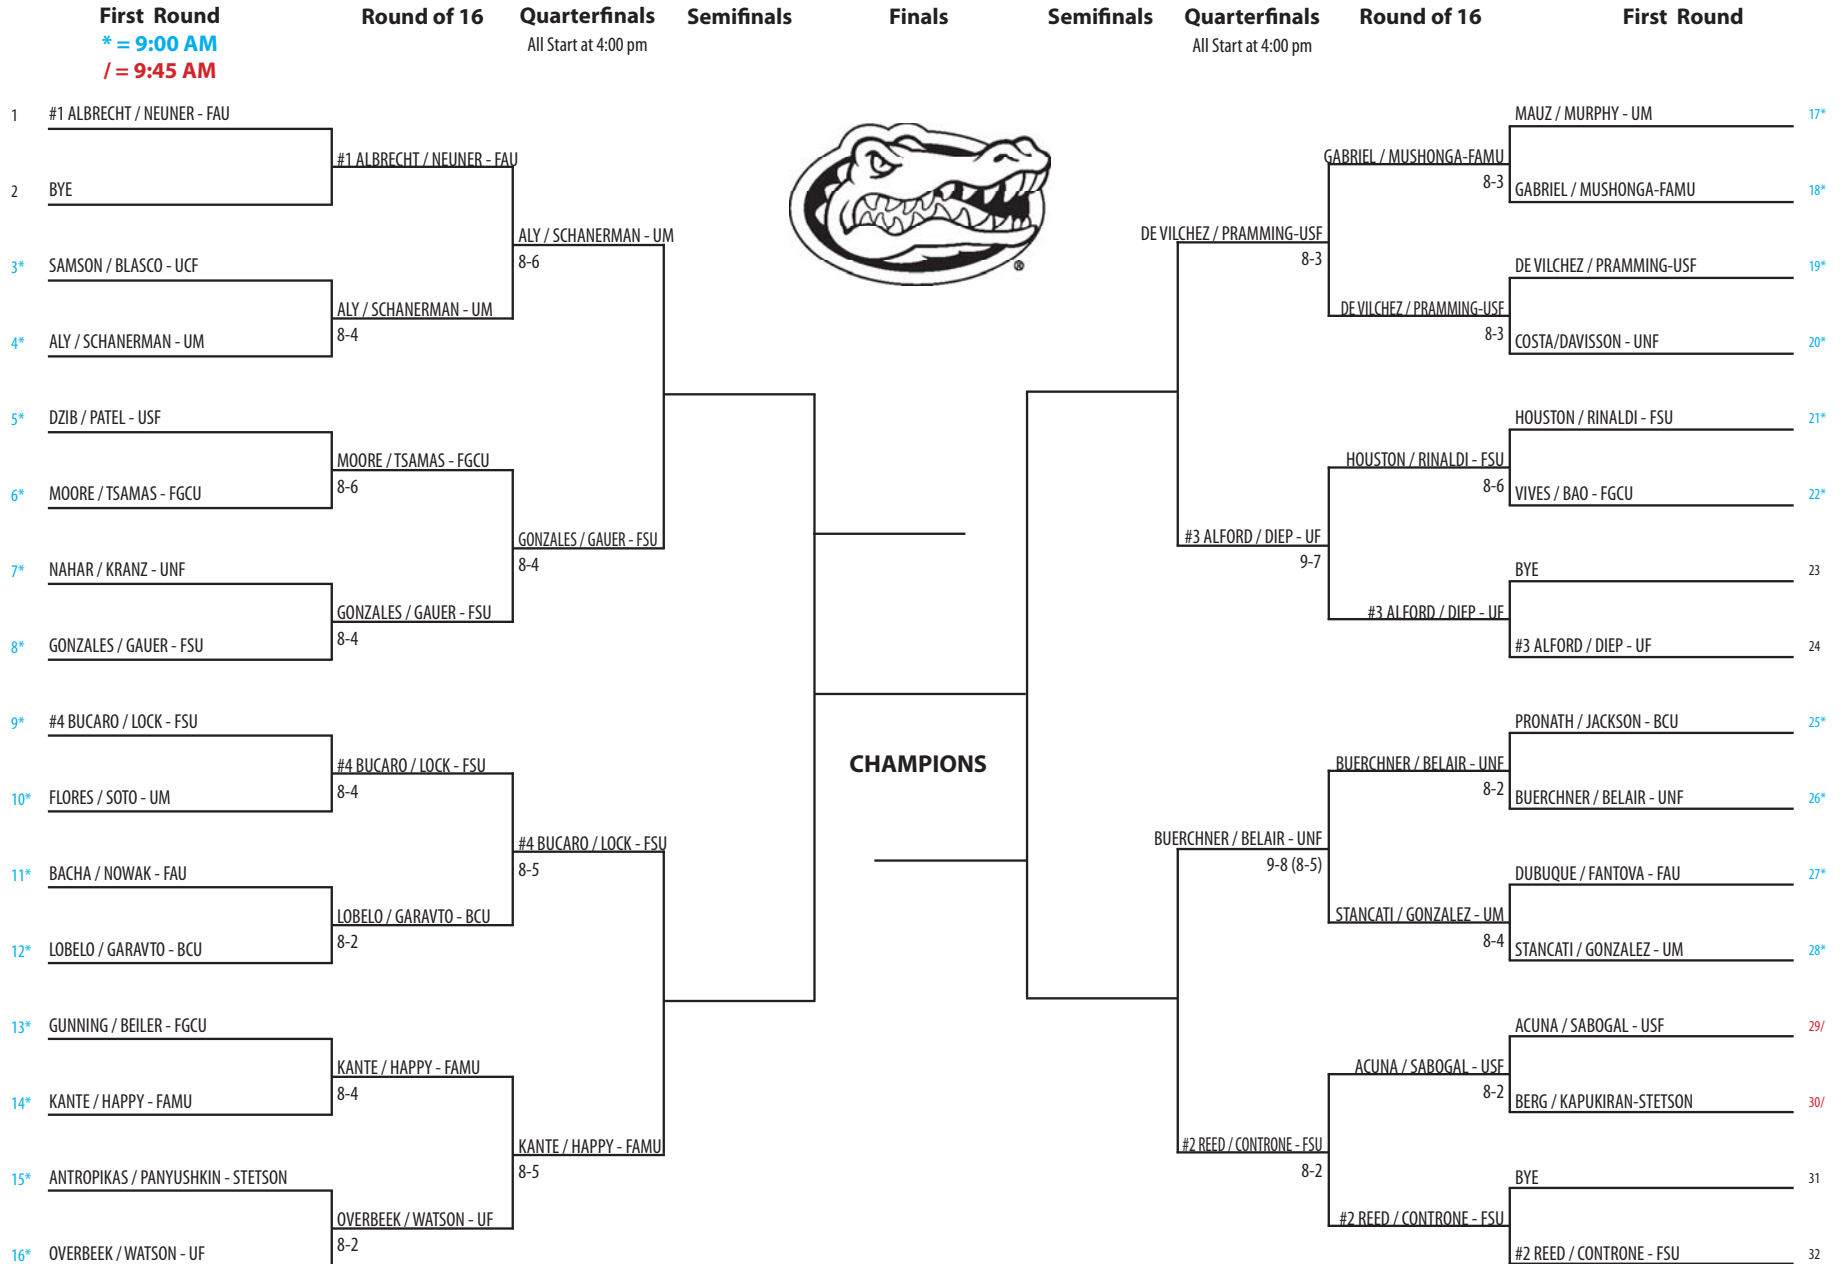 First Round
* = 9:00 AM
/ = 9:45 AM
Round of 16
Quarterfinals
All Start at 4:00 pm
Semifinals
Finals
Semifinals
Quarterfinals
All Start at 4:00 pm
Round of 16
First Round
1 #1 ALBRECHT / NEUNER - FAU
2 BYE
3* SAMSON / BLASCO - UCF
4* ALY / SCHANERMAN - UM
5* DZIB / PATEL - USF
6* MOORE / TSAMAS - FGCU
7* NAHAR / KRANZ - UNF
8* GONZALES / GAUER - FSU
9* #4 BUCARO / LOCK - FSU
10* FLORES / SOTO - UM
11* BACHA / NOWAK - FAU
12* LOBELO / GARAVTO - BCU
13* GUNNING / BEILER - FGCU
14* KANTE / HAPPY - FAMU
15* ANTROPIKAS / PANYUSHKIN - STETSON
16* OVERBEEK / WATSON - UF
#1 ALBRECHT / NEUNER - FAU
ALY / SCHANERMAN - UM
8-4
MOORE / TSAMAS - FGCU
8-6
GONZALES / GAUER - FSU
8-4
#4 BUCARO / LOCK - FSU
8-4
LOBELO / GARAVTO - BCU
8-2
KANTE / HAPPY - FAMU
8-4
OVERBEEK / WATSON - UF
8-2
ALY / SCHANERMAN - UM
8-6
GONZALES / GAUER - FSU
8-4
#4 BUCARO / LOCK - FSU
8-5
KANTE / HAPPY - FAMU
8-5
®
CHAMPIONS
DE VILCHEZ / PRAMMING-USF
8-3
#3 ALFORD / DIEP - UF
9-7
BUERCHNER / BELAIR - UNF
9-8 (8-5)
#2 REED / CONTRONE - FSU
8-2
GABRIEL / MUSHONGA-FAMU
8-3
DE VILCHEZ / PRAMMING-USF
8-3
HOUSTON / RINALDI - FSU
8-6
#3 ALFORD / DIEP - UF
BUERCHNER / BELAIR - UNF
8-2
STANCATI / GONZALEZ - UM
8-4
ACUNA / SABOGAL - USF
8-2
#2 REED / CONTRONE - FSU
MAUZ / MURPHY - UM 17*
GABRIEL / MUSHONGA-FAMU 18*
DE VILCHEZ / PRAMMING-USF 19*
COSTA/DAVISSON - UNF 20*
HOUSTON / RINALDI - FSU 21*
VIVES / BAO - FGCU 22*
BYE 23
#3 ALFORD / DIEP - UF 24
PRONATH / JACKSON - BCU 25*
BUERCHNER / BELAIR - UNF 26*
DUBUQUE / FANTOVA - FAU 27*
STANCATI / GONZALEZ - UM 28*
ACUNA / SABOGAL - USF 29/
BERG / KAPUKIRAN-STETSON 30/
BYE 31
#2 REED / CONTRONE - FSU 32